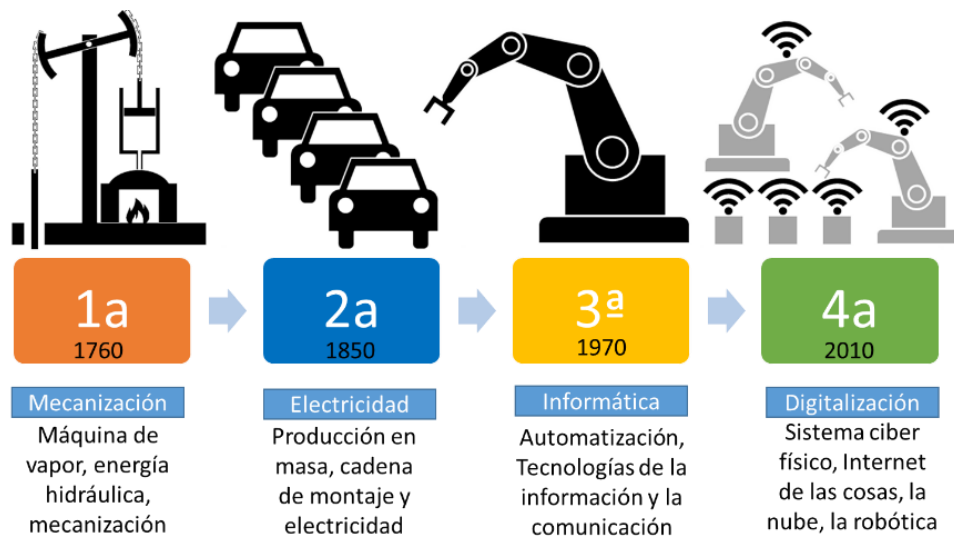 1a
1760
2a
1850
3ª
1970
4a
2010
Mecanización
Máquina de
vapor, energía
hidráulica,
mecanización
Electricidad
Producción en
masa, cadena
de montaje y
electricidad
Informática
Automatización,
Tecnologías de la
información y la
comunicación
Digitalización
Sistema ciber
físico, Internet
de las cosas, la
nube, la robótica